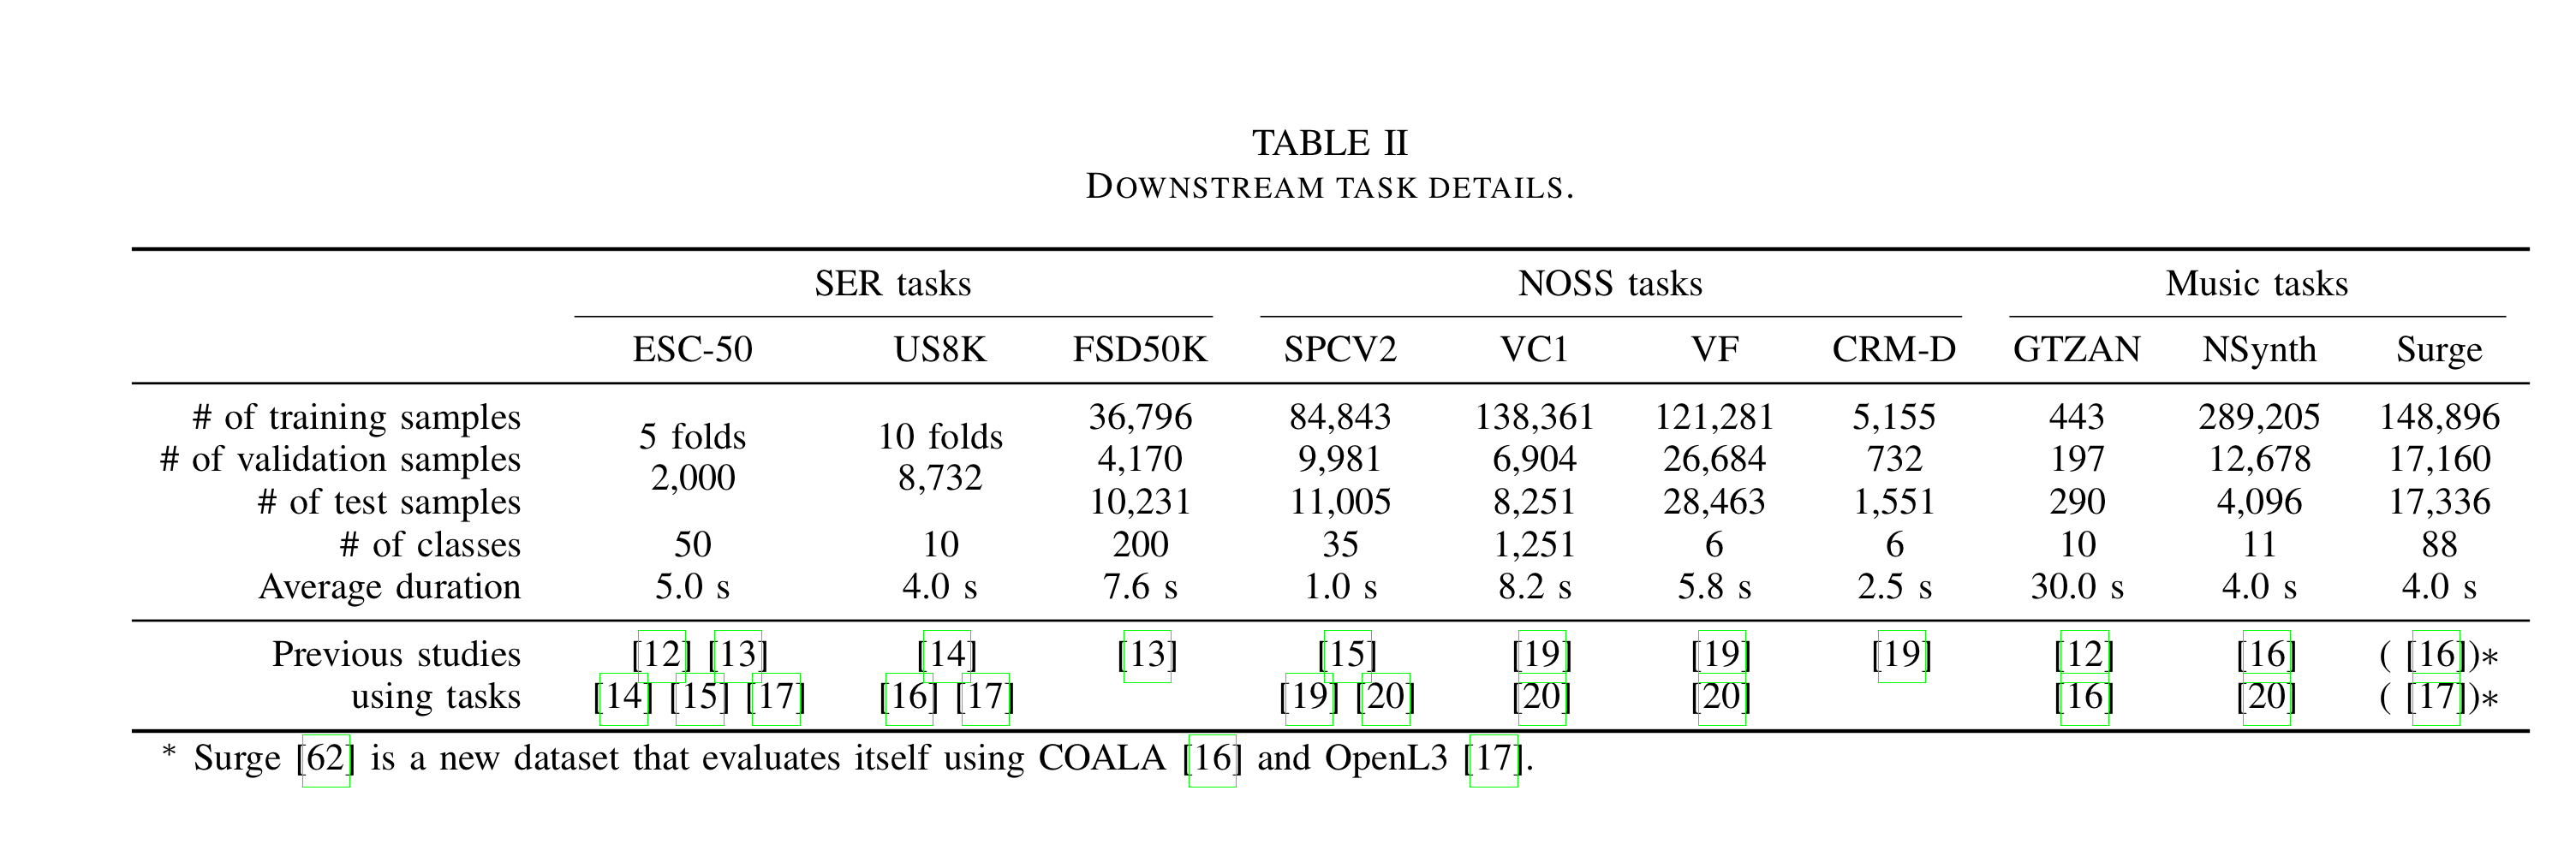 TABLE II
DOWNSTREAM TASK DETAILS.
SER tasks NOSS tasks Music tasks
ESC-50 US8K FSD50K SPCV2 VC1 VF CRM-D GTZAN NSynth Surge
# of training samples 36,796 84,843 138,361 121,281 5,155 443 289,205 148,896
5 folds 10 folds
# of validation samples 4,170 9,981 6,904 26,684 732 197 12,678 17,160
2,000 8,732
# of test samples 10,231 11,005 8,251 28,463 1,551 290 4,096 17,336
# of classes 50 10 200 35 1,251 6 6 10 11 88
Average duration 5.0 s 4.0 s 7.6 s 1.0 s 8.2 s 5.8 s 2.5 s 30.0 s 4.0 s 4.0 s
Previous studies [12] [13] [14] [13] [15] [19] [19] [19] [12] [16] ( [16])*
using tasks [14] [15] [17] [16] [17] [19] [20] [20] [20] [16] [20] ( [17])*
* Surge [62] is a new dataset that evaluates itself using COALA [16] and OpenL3 [17].